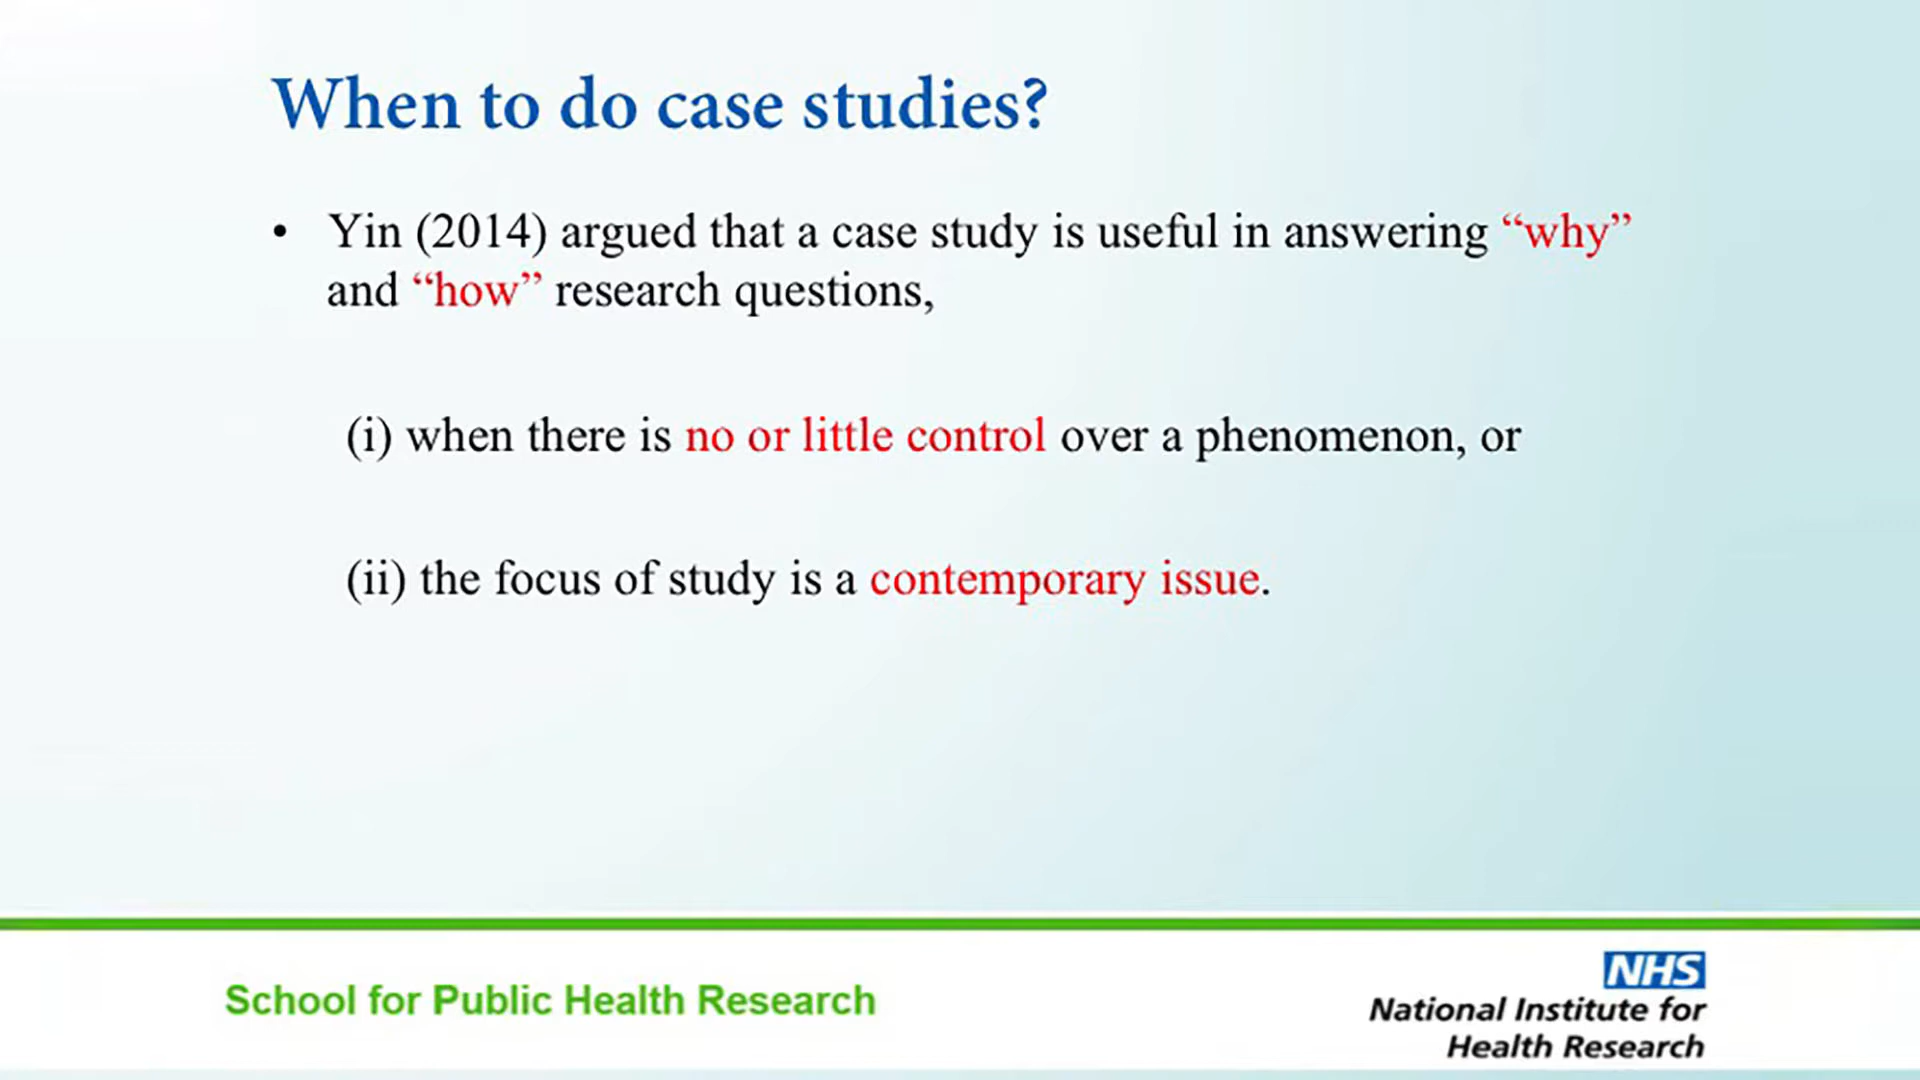 When to do case studies?
• Yin (2014) argued that a case study is useful in answering “why”
and “how” research questions,
(i) when there is no or little control over a phenomenon, or
(ii) the focus of study is a contemporary issue.
School for Public Health Research
NHS
National Institute for
Health Research